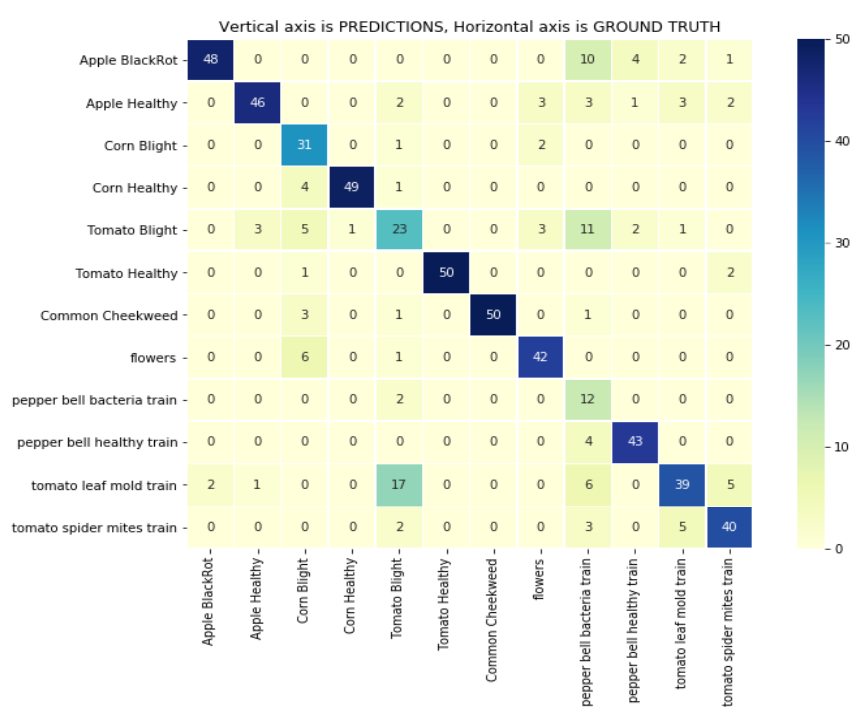 Vertical axis is PREDICTIONS, Horizontal axis is GROUND TRUTH
Apple BlackRot 48 0 0 0 0 0 0 0 10 4 2 1
Apple Healthy 0 46 0 0 2 0 0 3 3 1 3 2
Corn Blight 0 0 31 0 1 0 0 2 0 0 0 0
Corn Healthy 0 0 4 49 1 0 0 0 0 0 0 0
Tomato Blight 0 3 5 1 23 0 0 3 11 2 1 0
Tomato Healthy 0 0 1 0 0 50 0 0 0 0 0 2
Common Cheekweed 0 0 3 0 1 0 50 0 1 0 0 0
flowers 0 0 6 0 1 0 0 42 0 0 0 0
pepper bell bacteria train 0 0 0 0 2 0 0 0 12 0 0 0
pepper bell healthy train 0 0 0 0 0 0 0 0 4 43 0 0
tomato leaf mold train 2 1 0 0 17 0 0 0 6 0 39 5
tomato spider mites train 0 0 0 0 2 0 0 0 3 0 5 40
Apple BlackRot
Apple Healthy
Corn Blight
Corn Healthy
Tomato Blight
Tomato Healthy
Common Cheekweed
flowers
pepper bell bacteria train
pepper bell healthy train
tomato leaf mold train
tomato spider mites train
50
40
30
20
10
0